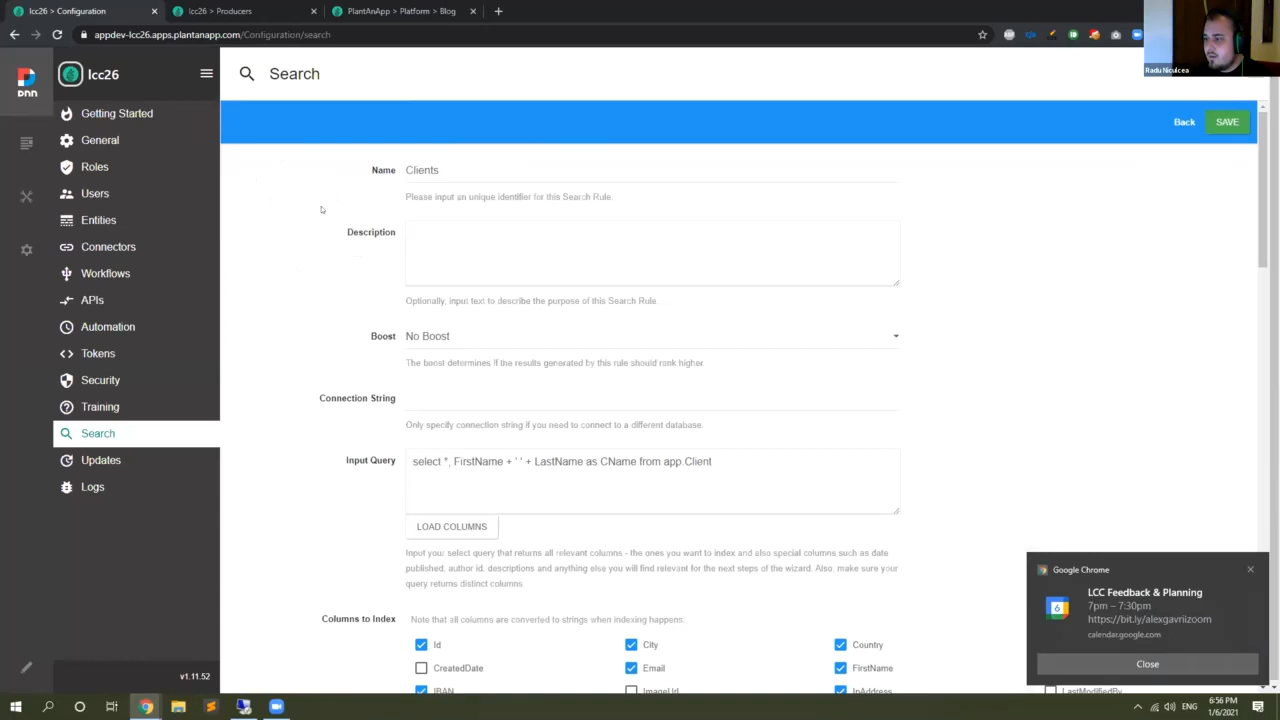 lcc26 > Configuration
lcc26 > Producers
PlantAnApp > Platform > Blog
appdev-lcc26.apps.plantanapp.com/Configuration/search
Radu Niculcea
dnn
lcc26
Search
Back
SAVE
Getting Started
General
Roles
Users
Entities
Connectors
Workflows
APIs
Automation
Tokens
Security
Training
Search
Logs
v1.11.52
Name
Clients
Please input an unique identifier for this Search Rule.
Description
Optionally, input text to describe the purpose of this Search Rule.
Boost
No Boost
The boost determines if the results generated by this rule should rank higher
Connection String
Only specify connection string if you need to connect to a different database.
Input Query
select *, FirstName + ' ' + LastName as CName from app.Client
LOAD COLUMNS
Input your select query that returns all relevant columns - the ones you want to index and also special columns such as date
published, author id, descriptions and anything else you will find relevant for the next steps of the wizard. Also, make sure your
query returns distinct columns
Columns to Index
Note that all columns are converted to strings when indexing happens.
Id
City
Country
CreatedDate
Email
FirstName
IBAN
ImageUrl
IpAddress
LastModifiedBy
Google Chrome
LCC Feedback & Planning
7pm – 7:30pm
https://bit.ly/alexgavriizoom
calendar.google.com
Close
6
ENG
6:56 PM
1/6/2021